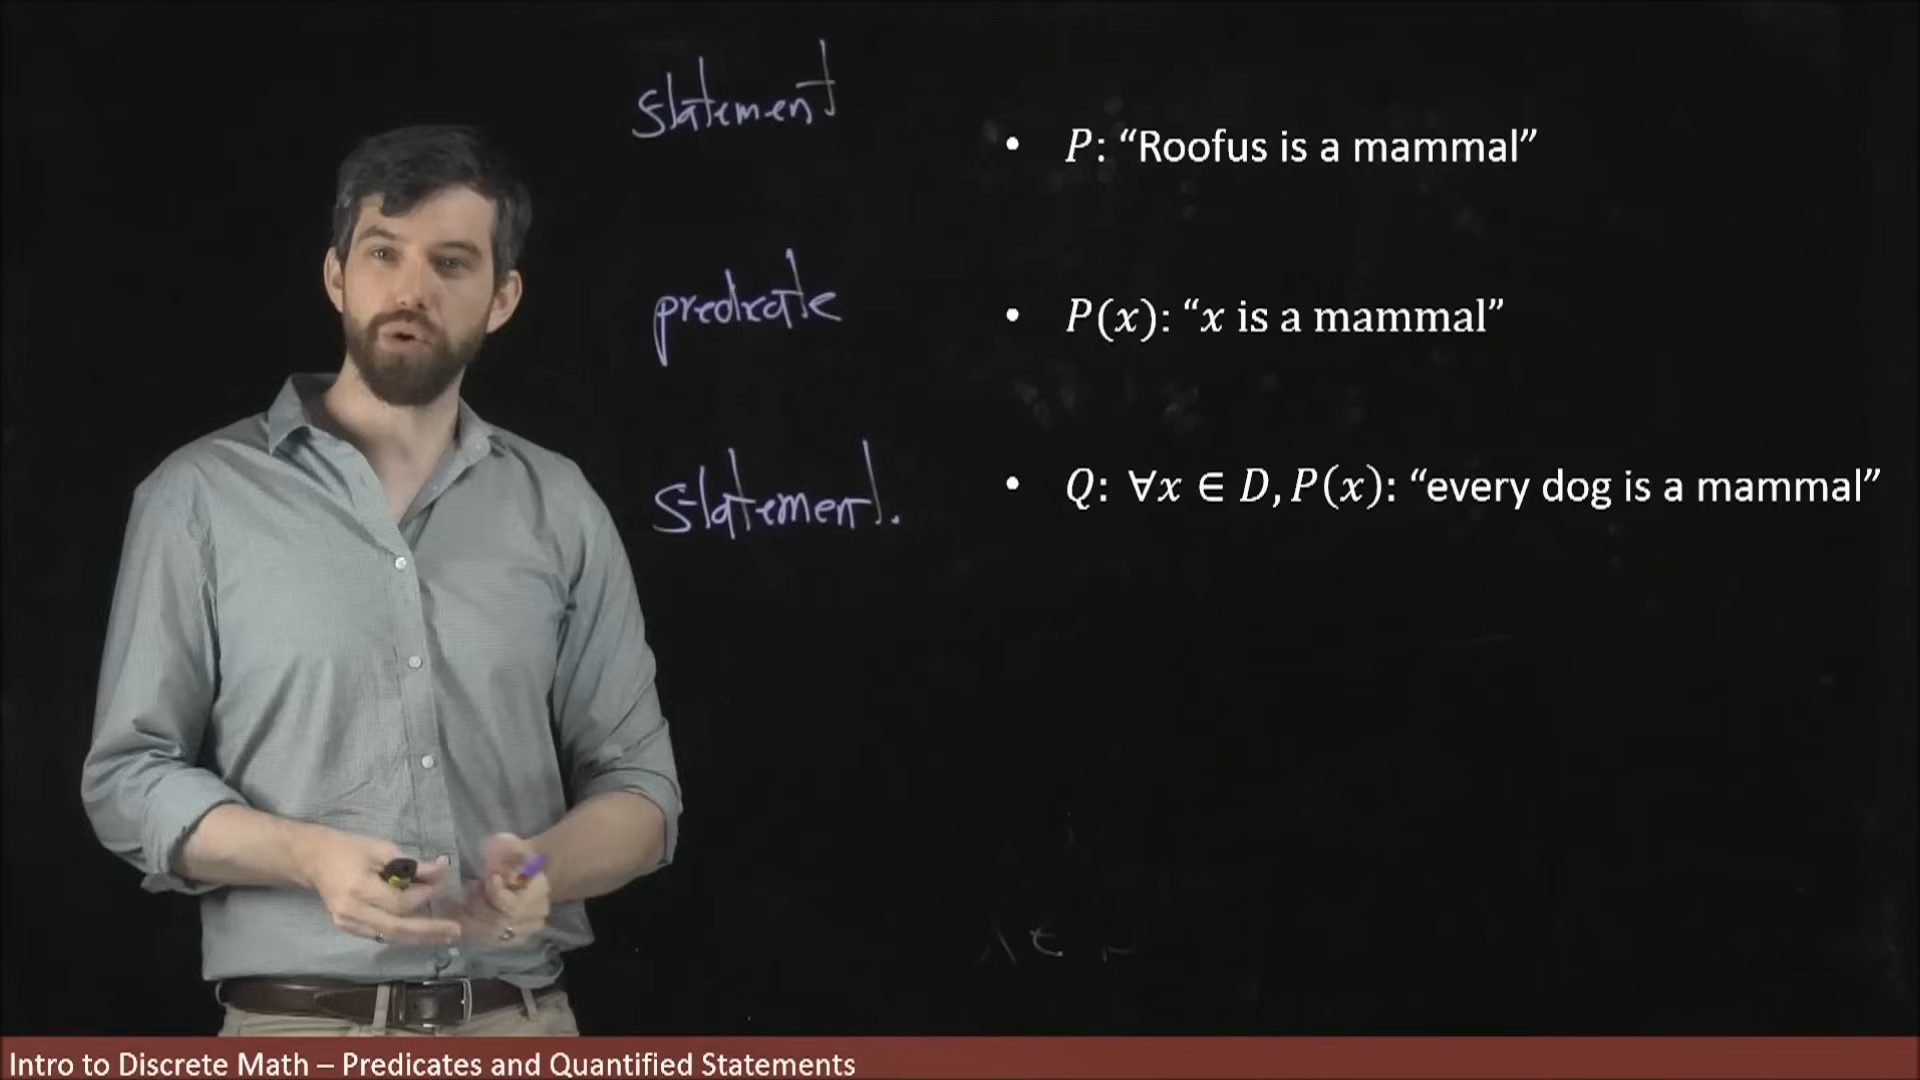 statement
• P: “Roofus is a mammal”
predicate
• P(x): “x is a mammal”
statement.
• Q: ∀x ∈ D, P(x): “every dog is a mammal”
Intro to Discrete Math – Predicates and Quantified Statements